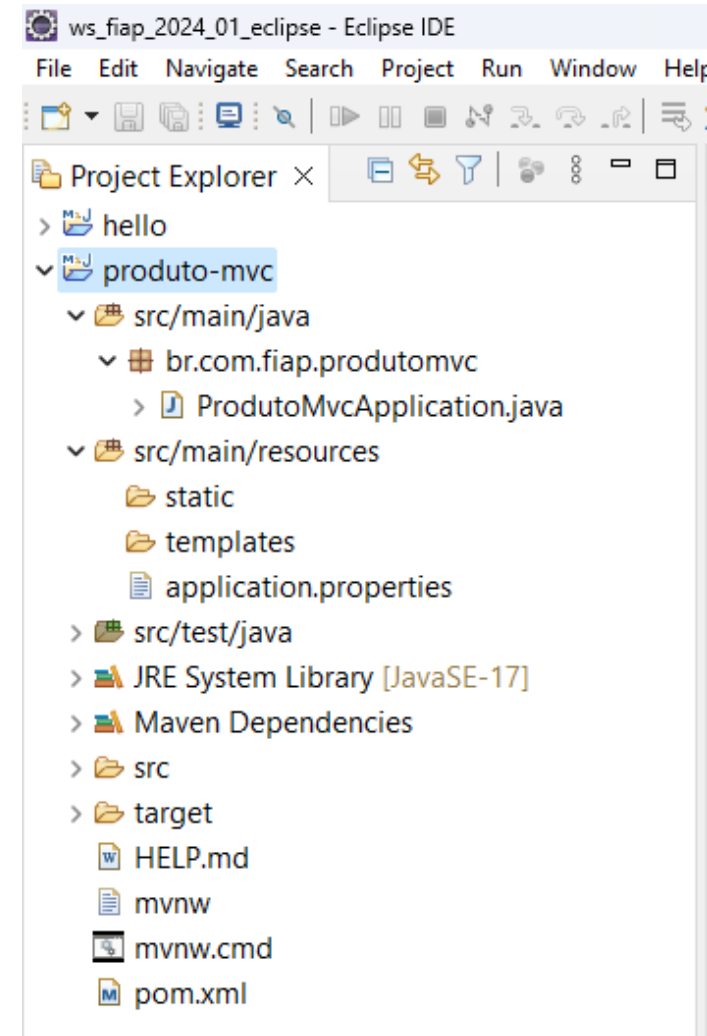 ws_fiap_2024_01_eclipse - Eclipse IDE
File Edit Navigate Search Project Run Window Help
Project Explorer
hello
produto-mvc
src/main/java
br.com.fiap.produtomvc
ProdutoMvcApplication.java
src/main/resources
static
templates
application.properties
src/test/java
JRE System Library [JavaSE-17]
Maven Dependencies
src
target
HELP.md
mvnw
mvnw.cmd
pom.xml